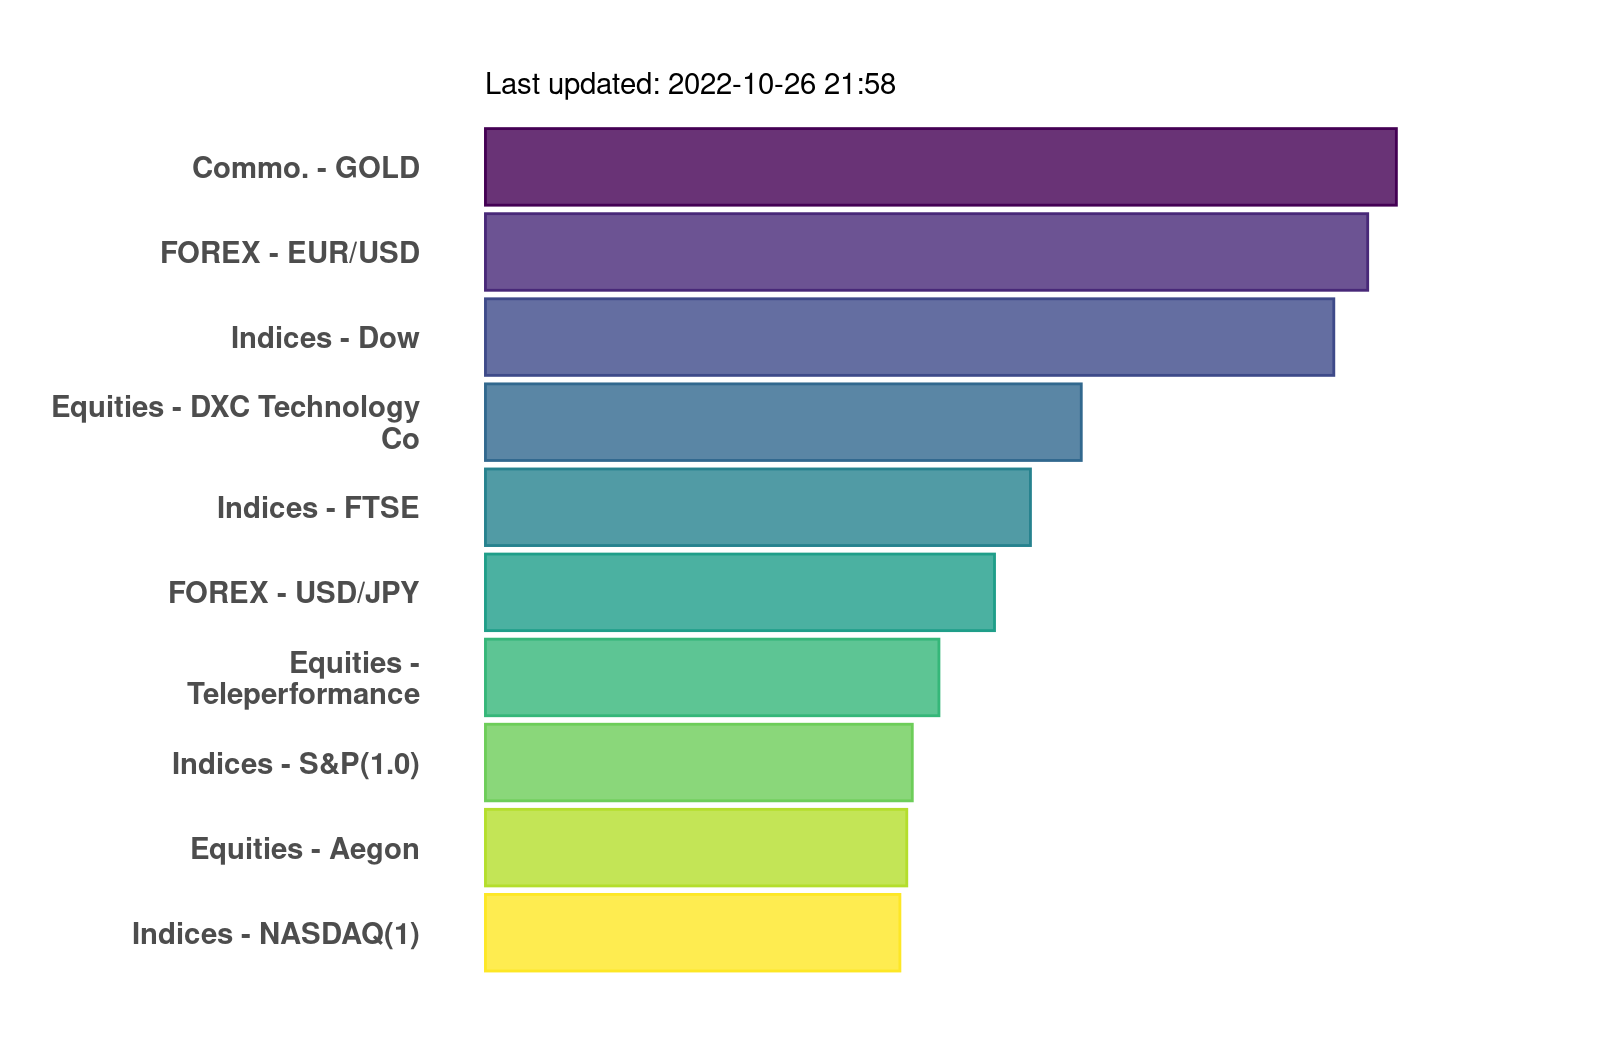 Last updated: 2022-10-26 21:58
Commo. - GOLD
FOREX - EUR/USD
Indices - Dow
Equities - DXC Technology
Co
Indices - FTSE
FOREX - USD/JPY
Equities -
Teleperformance
Indices - S&P(1.0)
Equities - Aegon
Indices - NASDAQ(1)